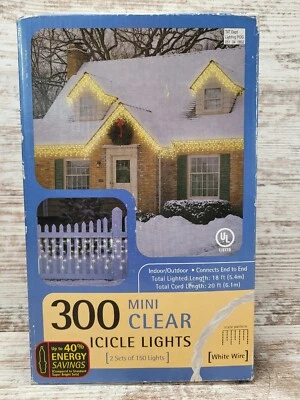 UL
LISTED
Indoor/Outdoor • Connects End to End
Total Lighted Length: 18 ft (5.4m)
Total Cord Length: 20 ft (6.1m)
300 MINI
CLEAR
ICICLE LIGHTS
[2 Sets of 150 Lights]
[White Wire]
Up to 40%
ENERGY
SAVINGS